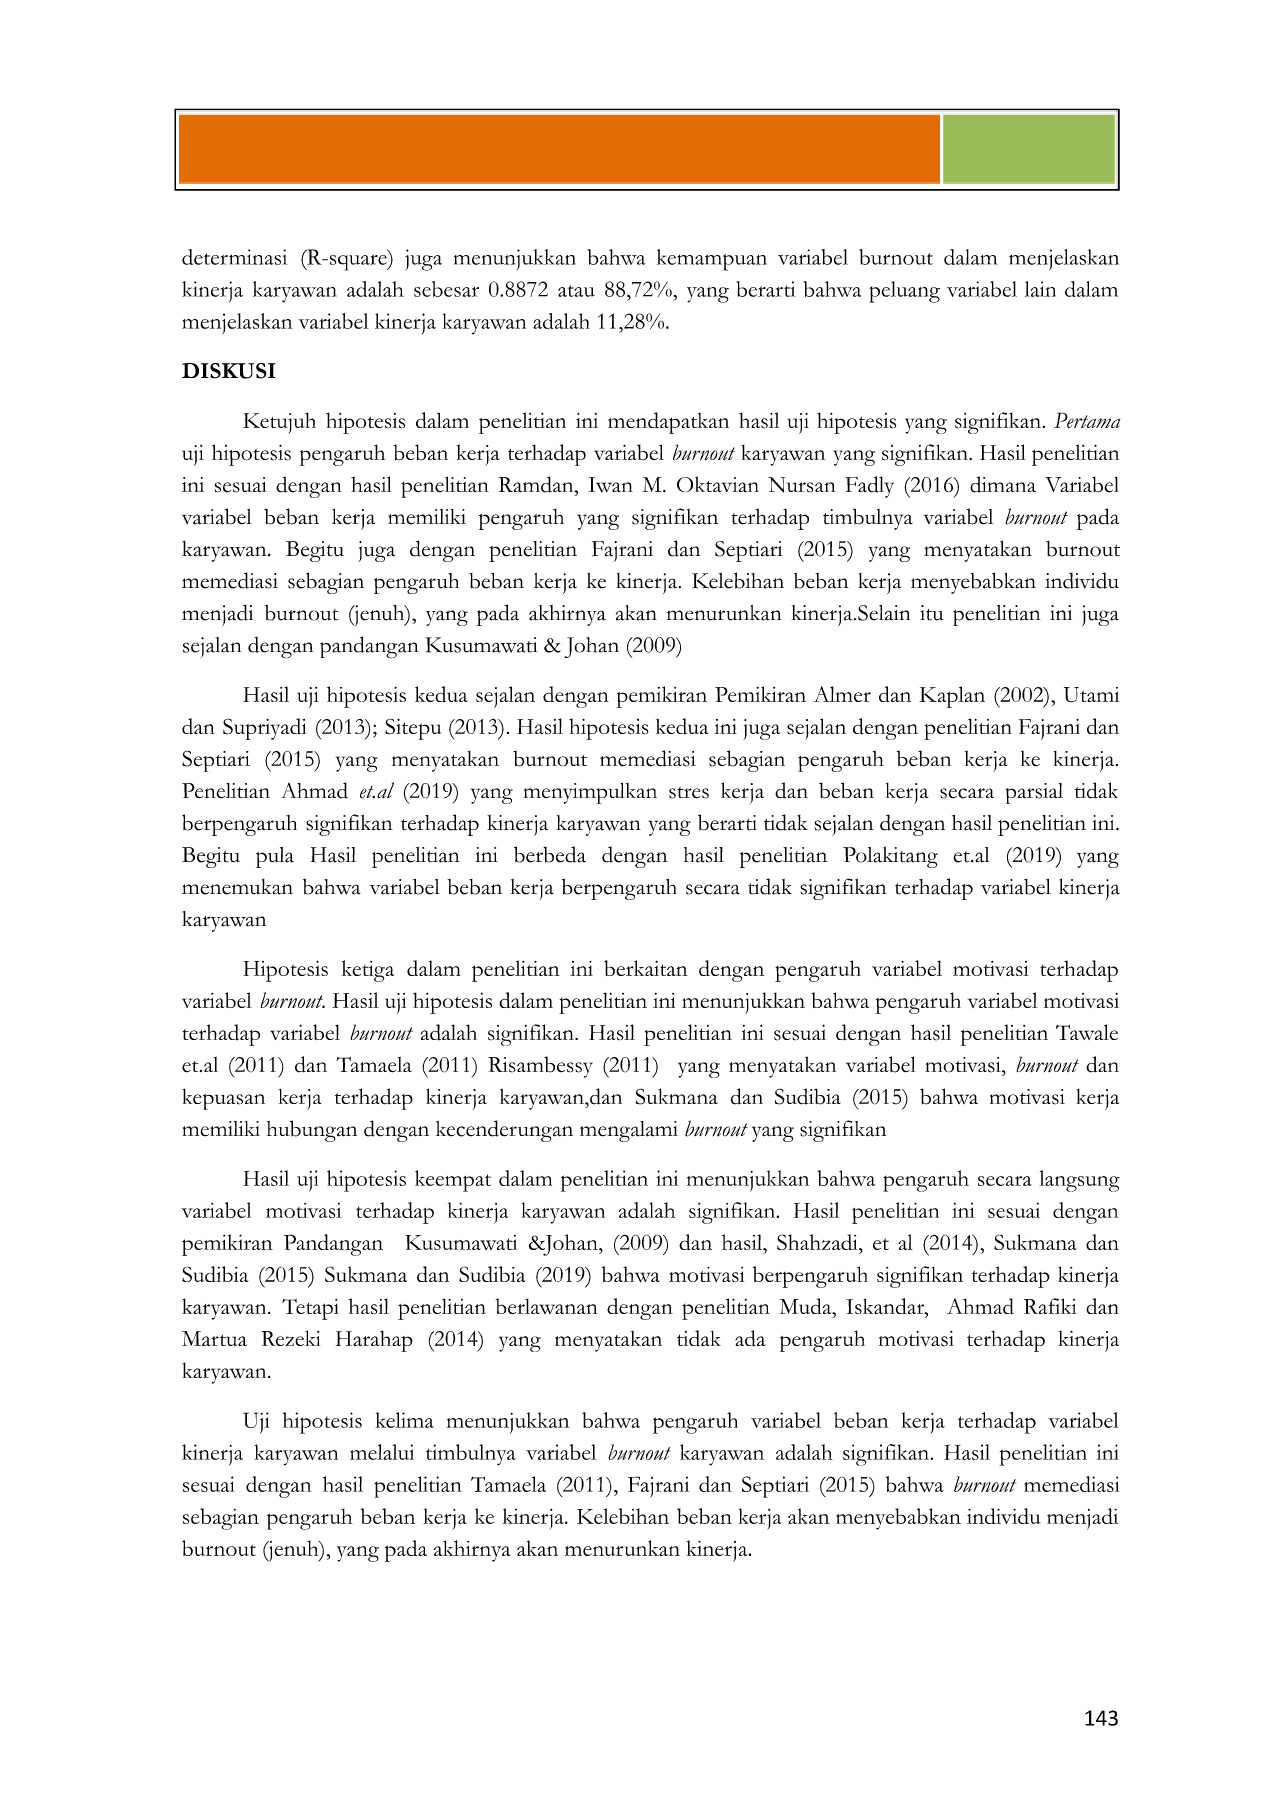 determinasi (R-square) juga menunjukkan bahwa kemampuan variabel burnout dalam menjelaskan
kinerja karyawan adalah sebesar 0.8872 atau 88,72%, yang berarti bahwa peluang variabel lain dalam
menjelaskan variabel kinerja karyawan adalah 11,28%.
DISKUSI
Ketujuh hipotesis dalam penelitian ini mendapatkan hasil uji hipotesis yang signifikan. Pertama
uji hipotesis pengaruh beban kerja terhadap variabel burnout karyawan yang signifikan. Hasil penelitian
ini sesuai dengan hasil penelitian Ramdan, Iwan M. Oktavian Nursan Fadly (2016) dimana Variabel
variabel beban kerja memiliki pengaruh yang signifikan terhadap timbulnya variabel burnout pada
karyawan. Begitu juga dengan penelitian Fajrani dan Septiari (2015) yang menyatakan burnout
memediasi sebagian pengaruh beban kerja ke kinerja. Kelebihan beban kerja menyebabkan individu
menjadi burnout (jenuh), yang pada akhirnya akan menurunkan kinerja.Selain itu penelitian ini juga
sejalan dengan pandangan Kusumawati & Johan (2009)
Hasil uji hipotesis kedua sejalan dengan pemikiran Pemikiran Almer dan Kaplan (2002), Utami
dan Supriyadi (2013); Sitepu (2013). Hasil hipotesis kedua ini juga sejalan dengan penelitian Fajrani dan
Septiari (2015) yang menyatakan burnout memediasi sebagian pengaruh beban kerja ke kinerja.
Penelitian Ahmad et.al (2019) yang menyimpulkan stres kerja dan beban kerja secara parsial tidak
berpengaruh signifikan terhadap kinerja karyawan yang berarti tidak sejalan dengan hasil penelitian ini.
Begitu pula Hasil penelitian ini berbeda dengan hasil penelitian Polakitang et.al (2019) yang
menemukan bahwa variabel beban kerja berpengaruh secara tidak signifikan terhadap variabel kinerja
karyawan
Hipotesis ketiga dalam penelitian ini berkaitan dengan pengaruh variabel motivasi terhadap
variabel burnout. Hasil uji hipotesis dalam penelitian ini menunjukkan bahwa pengaruh variabel motivasi
terhadap variabel burnout adalah signifikan. Hasil penelitian ini sesuai dengan hasil penelitian Tawale
et.al (2011) dan Tamaela (2011) Risambessy (2011)  yang menyatakan variabel motivasi, burnout dan
kepuasan kerja terhadap kinerja karyawan,dan Sukmana dan Sudibia (2015) bahwa motivasi kerja
memiliki hubungan dengan kecenderungan mengalami burnout yang signifikan
Hasil uji hipotesis keempat dalam penelitian ini menunjukkan bahwa pengaruh secara langsung
variabel motivasi terhadap kinerja karyawan adalah signifikan. Hasil penelitian ini sesuai dengan
pemikiran Pandangan  Kusumawati &Johan, (2009) dan hasil, Shahzadi, et al (2014), Sukmana dan
Sudibia (2015) Sukmana dan Sudibia (2019) bahwa motivasi berpengaruh signifikan terhadap kinerja
karyawan. Tetapi hasil penelitian berlawanan dengan penelitian Muda, Iskandar,  Ahmad Rafiki dan
Martua Rezeki Harahap (2014) yang menyatakan tidak ada pengaruh motivasi terhadap kinerja
karyawan.
Uji hipotesis kelima menunjukkan bahwa pengaruh variabel beban kerja terhadap variabel
kinerja karyawan melalui timbulnya variabel burnout karyawan adalah signifikan. Hasil penelitian ini
sesuai dengan hasil penelitian Tamaela (2011), Fajrani dan Septiari (2015) bahwa burnout memediasi
sebagian pengaruh beban kerja ke kinerja. Kelebihan beban kerja akan menyebabkan individu menjadi
burnout (jenuh), yang pada akhirnya akan menurunkan kinerja.
143